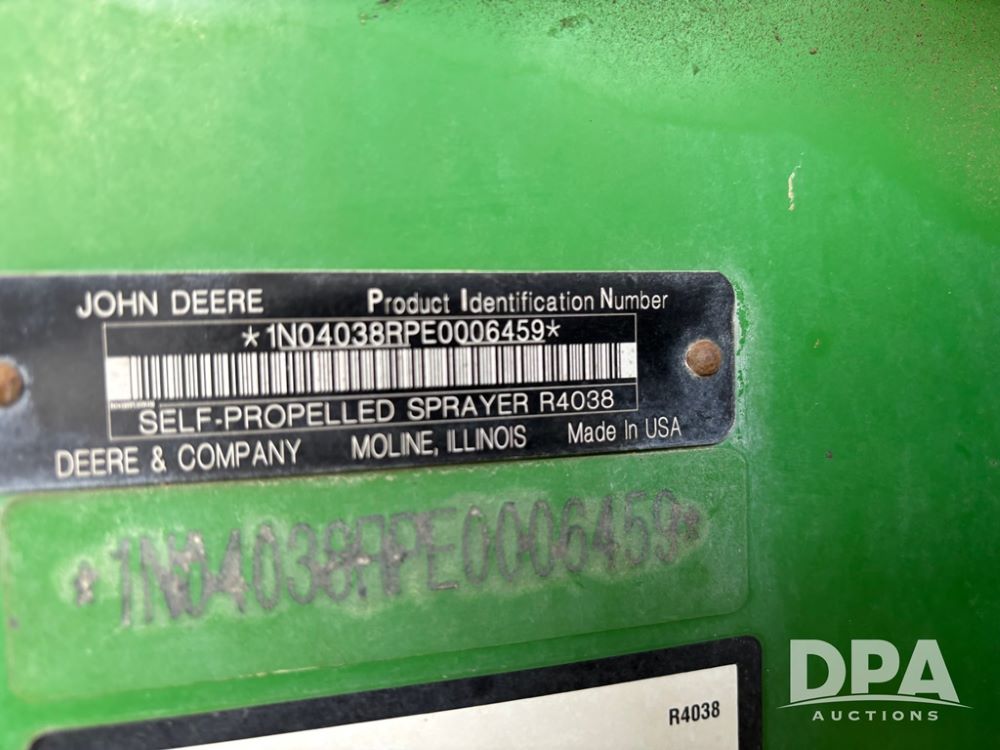 JOHN DEERE Product Identification Number
*1N04038RPE0006459*
SELF-PROPELLED SPRAYER R4038
DEERE & COMPANY MOLINE, ILLINOIS Made In USA
*1N04038RPE0006459*
R4038
DPA
AUCTIONS